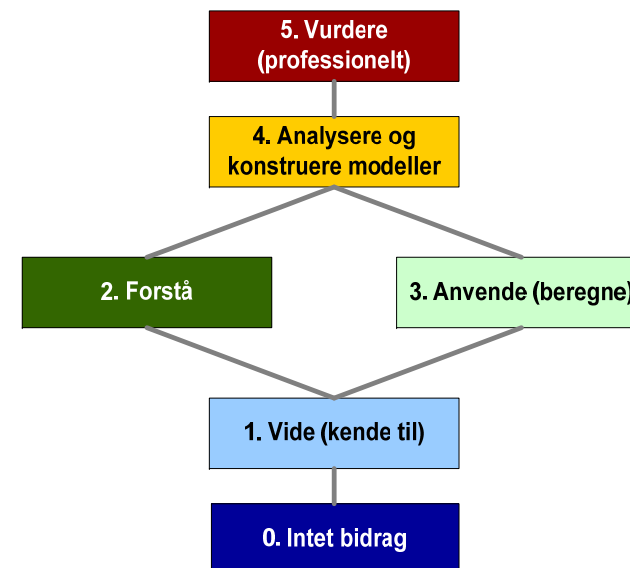 5. Vurdere
(professionelt)
4. Analysere og
konstruere modeller
2. Forstå
3. Anvende (beregne)
1. Vide (kende til)
0. Intet bidrag